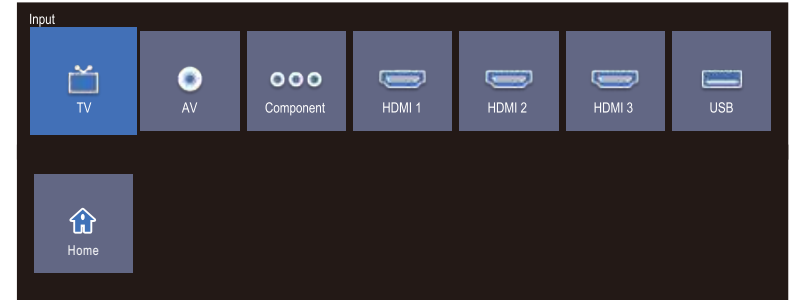 Input
TV
AV
Component
HDMI 1
HDMI 2
HDMI 3
USB
Home